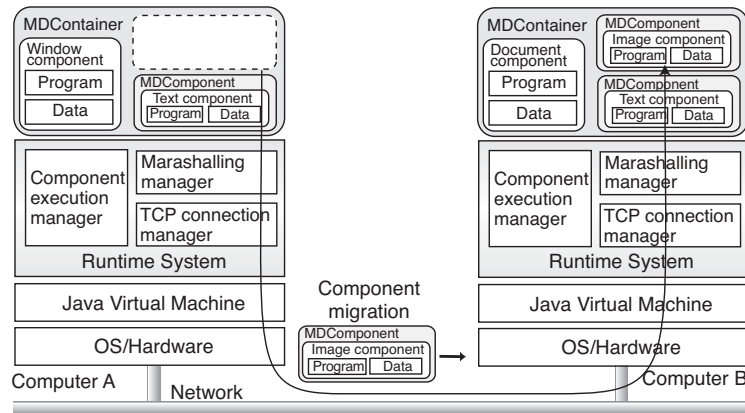 MDContainer
Window
component
Program
Data
MDComponent
Text component
Program
Data
Component
execution
manager
Marashalling
manager
TCP connection
manager
Runtime System
Java Virtual Machine
OS/Hardware
Computer A
Network
Component
migration
MDComponent
Image component
Program
Data
MDContainer
Document
component
Program
Data
MDComponent
Image component
Program
Data
MDComponent
Text component
Program
Data
Component
execution
manager
Marashalling
manager
TCP connection
manager
Runtime System
Java Virtual Machine
OS/Hardware
Computer B